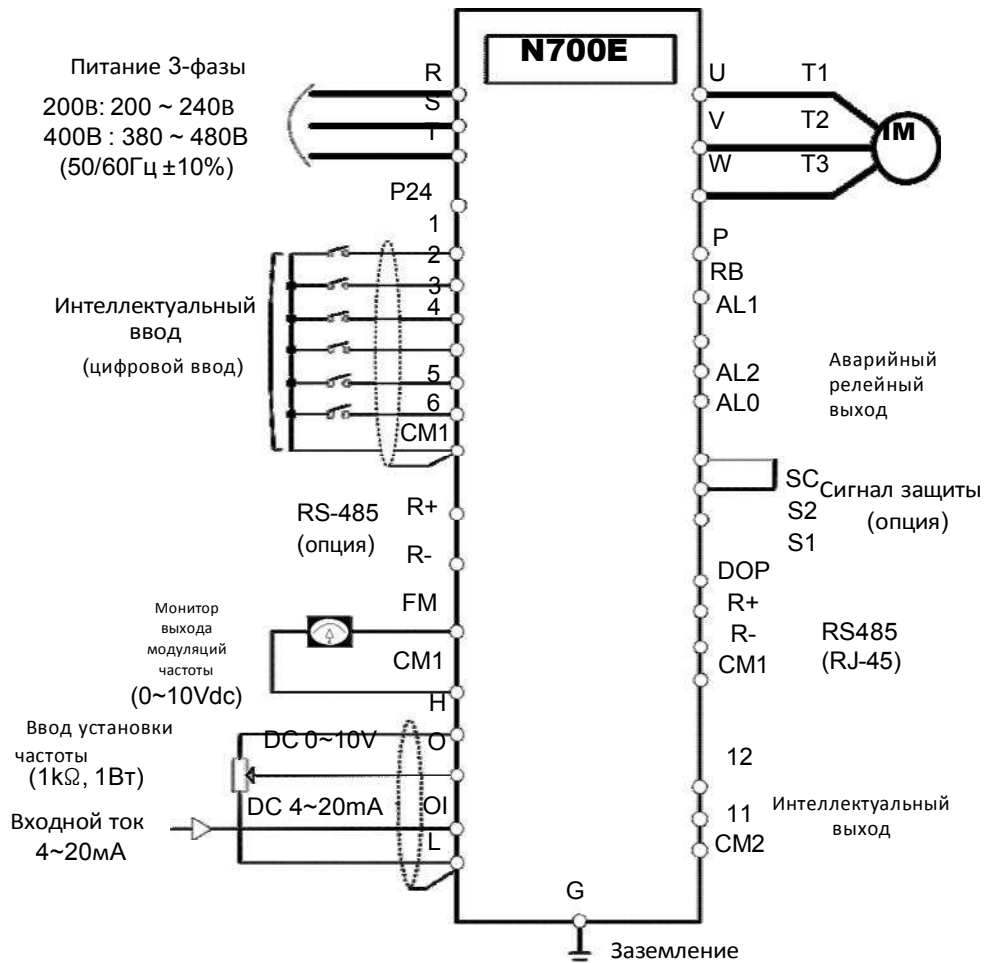 N700E
Питание 3-фазы
200В: 200 ~ 240В
400В : 380 ~ 480В
(50/60Гц ±10%)
R
S
T
P24
1
2
3
4
5
6
CM1
Интеллектуальный
ввод
(цифровой ввод)
RS-485
(опция)
R+
R-
FM
CM1
Монитор
выхода
модуляций
частоты
(0~10Vdc)
H
Ввод установки
частоты
(1kΩ, 1Вт)
DC 0~10V
O
DC 4~20mA
OI
L
Входной ток
4~20мА
U
T1
V
T2
W
T3
IM
P
RB
AL1
AL2
AL0
Аварийный
релейный
выход
SC
S2
S1
Сигнал защиты
(опция)
DOP
R+
R-
CM1
RS485
(RJ-45)
12
11
CM2
Интеллектуальный
выход
G
Заземление